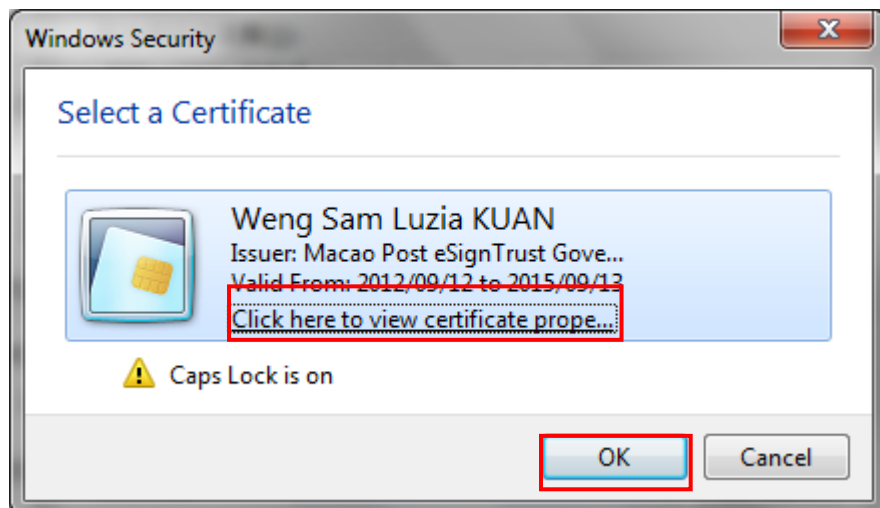 Windows Security
Select a Certificate
Weng Sam Luzia KUAN
Issuer: Macao Post eSignTrust Gove...
Valid From: 2012/09/12 to 2015/09/13
Click here to view certificate prope...
Caps Lock is on
OK
Cancel